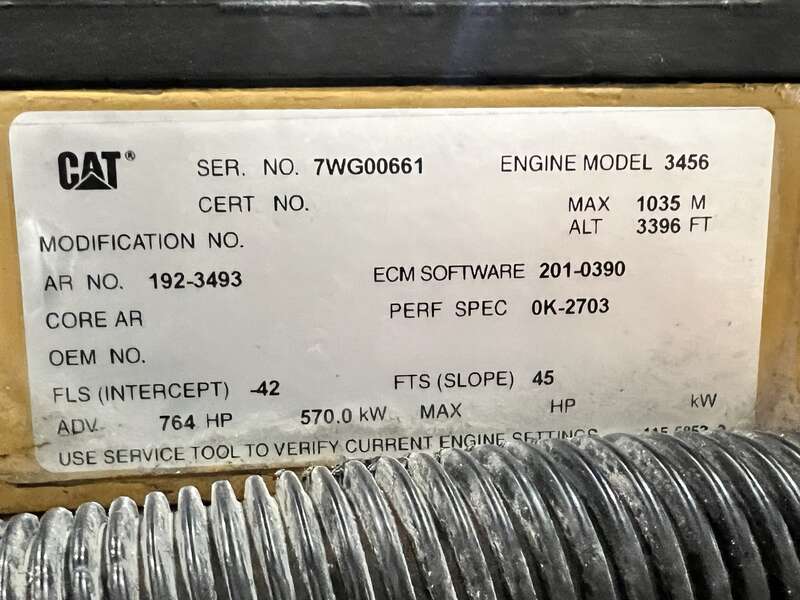 CAT® SER. NO. 7WG00661 ENGINE MODEL 3456
CERT NO. MAX 1035 M
ALT 3396 FT
MODIFICATION NO.
AR NO. 192-3493 ECM SOFTWARE 201-0390
CORE AR PERF SPEC 0K-2703
OEM NO.
FLS (INTERCEPT) -42 FTS (SLOPE) 45
ADV. 764 HP 570.0 kW MAX HP kW
USE SERVICE TOOL TO VERIFY CURRENT ENGINE SETTINGS